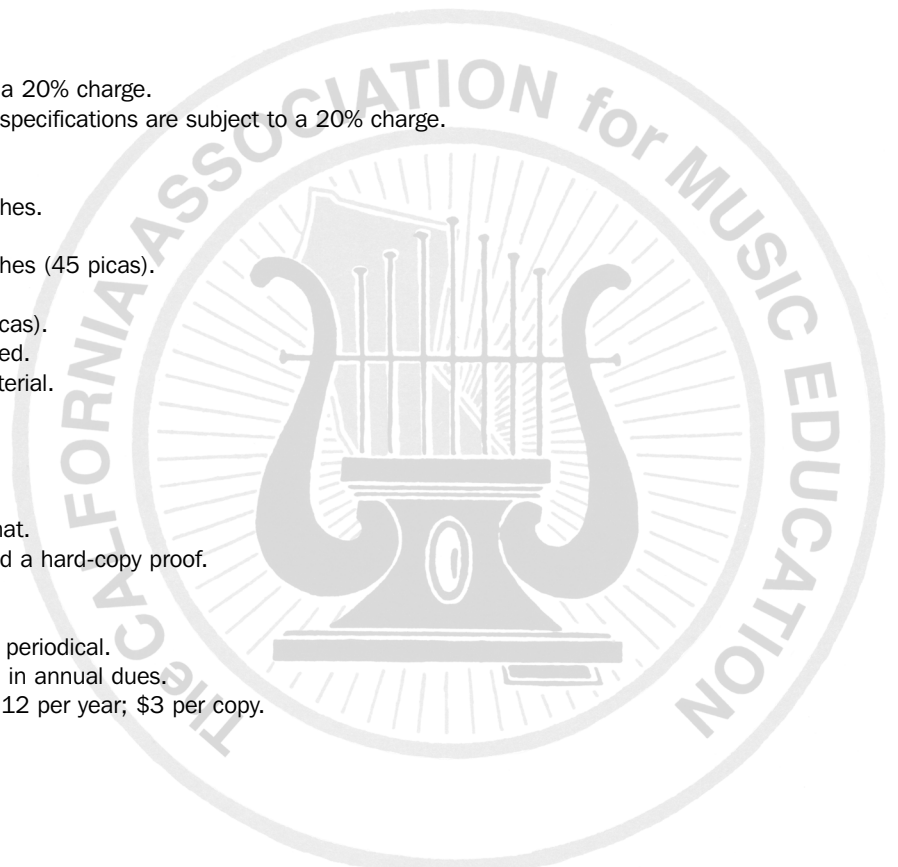 a 20% charge.
specifications are subject to a 20% charge.
hes.
hes (45 picas).
cas).
ed.
terial.
nat.
d a hard-copy proof.
periodical.
in annual dues.
12 per year; $3 per copy.
The CALIFORNIA ASSOCIATION for MUSIC EDUCATION